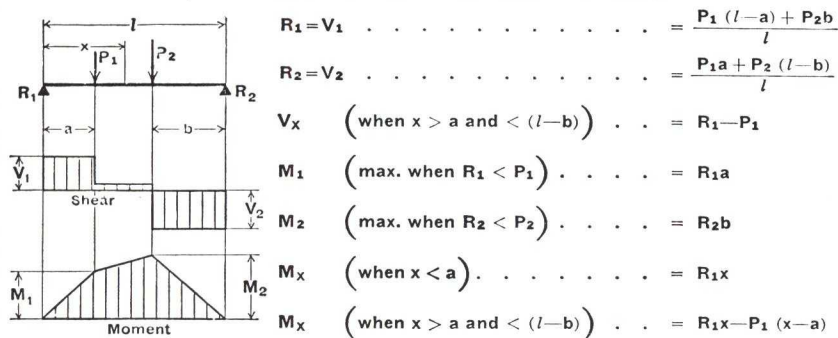 l
x
P₁ P₂
R₁ R₂
a b
V₁
Shear
V₂
M₁ M₂
Moment
R₁ = V₁ . . . . . . . . . . . . = P₁ (l—a) + P₂b / l
R₂ = V₂ . . . . . . . . . . . . = P₁a + P₂ (l—b) / l
Vₓ (when x > a and < (l—b)) . . = R₁—P₁
M₁ (max. when R₁ < P₁) . . . . = R₁a
M₂ (max. when R₂ < P₂) . . . . = R₂b
Mₓ (when x < a) . . . . . . . = R₁x
Mₓ (when x > a and < (l—b)) . . = R₁x—P₁ (x—a)